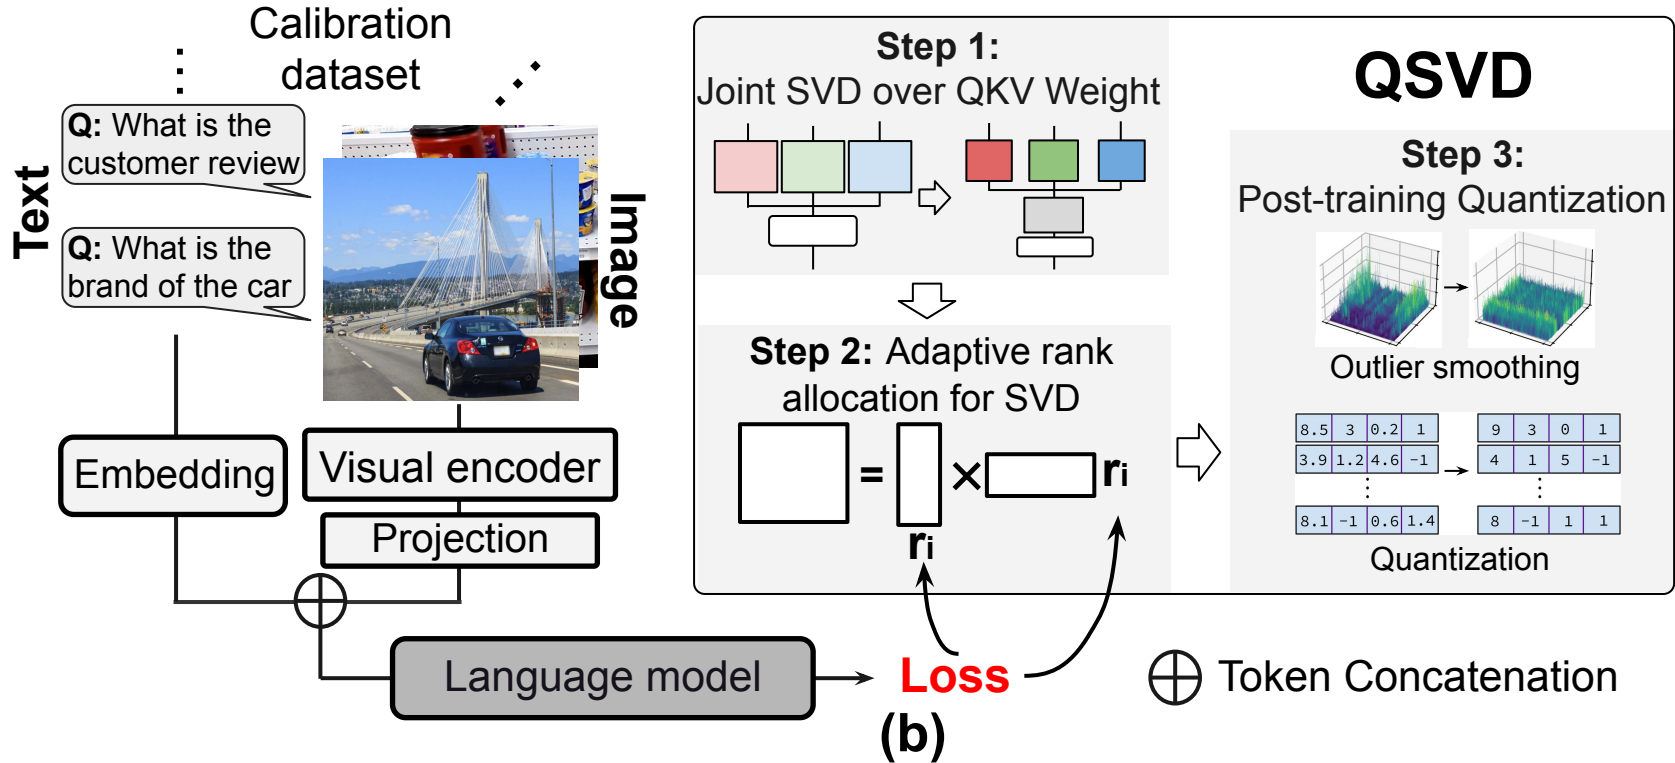 Calibration
dataset
Text
Q: What is the
customer review
Q: What is the
brand of the car
Image
Embedding
Visual encoder
Projection
Language model
Loss
(b)
QSVD
Step 1:
Joint SVD over QKV Weight
Step 2: Adaptive rank
allocation for SVD
=
×
ri
ri
Step 3:
Post-training Quantization
Outlier smoothing
8.5 3 0.2 1
3.9 1.2 4.6 -1
8.1 -1 0.6 1.4
9 3 0 1
4 1 5 -1
8 -1 1 1
Quantization
Token Concatenation